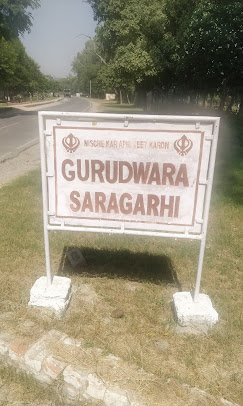 NISCHE KAR APNI JEET KARON
GURUDWARA
SARAGARHI